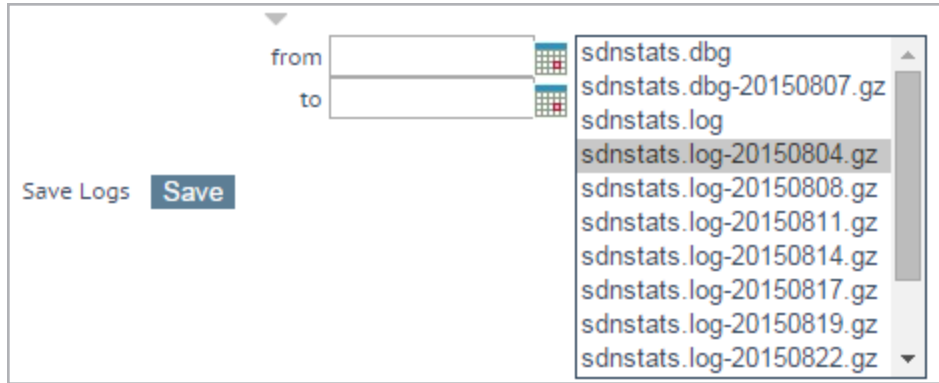 from
to
Save Logs Save
sdnstats.dbg
sdnstats.dbg-20150807.gz
sdnstats.log
sdnstats.log-20150804.gz
sdnstats.log-20150808.gz
sdnstats.log-20150811.gz
sdnstats.log-20150814.gz
sdnstats.log-20150817.gz
sdnstats.log-20150819.gz
sdnstats.log-20150822.gz